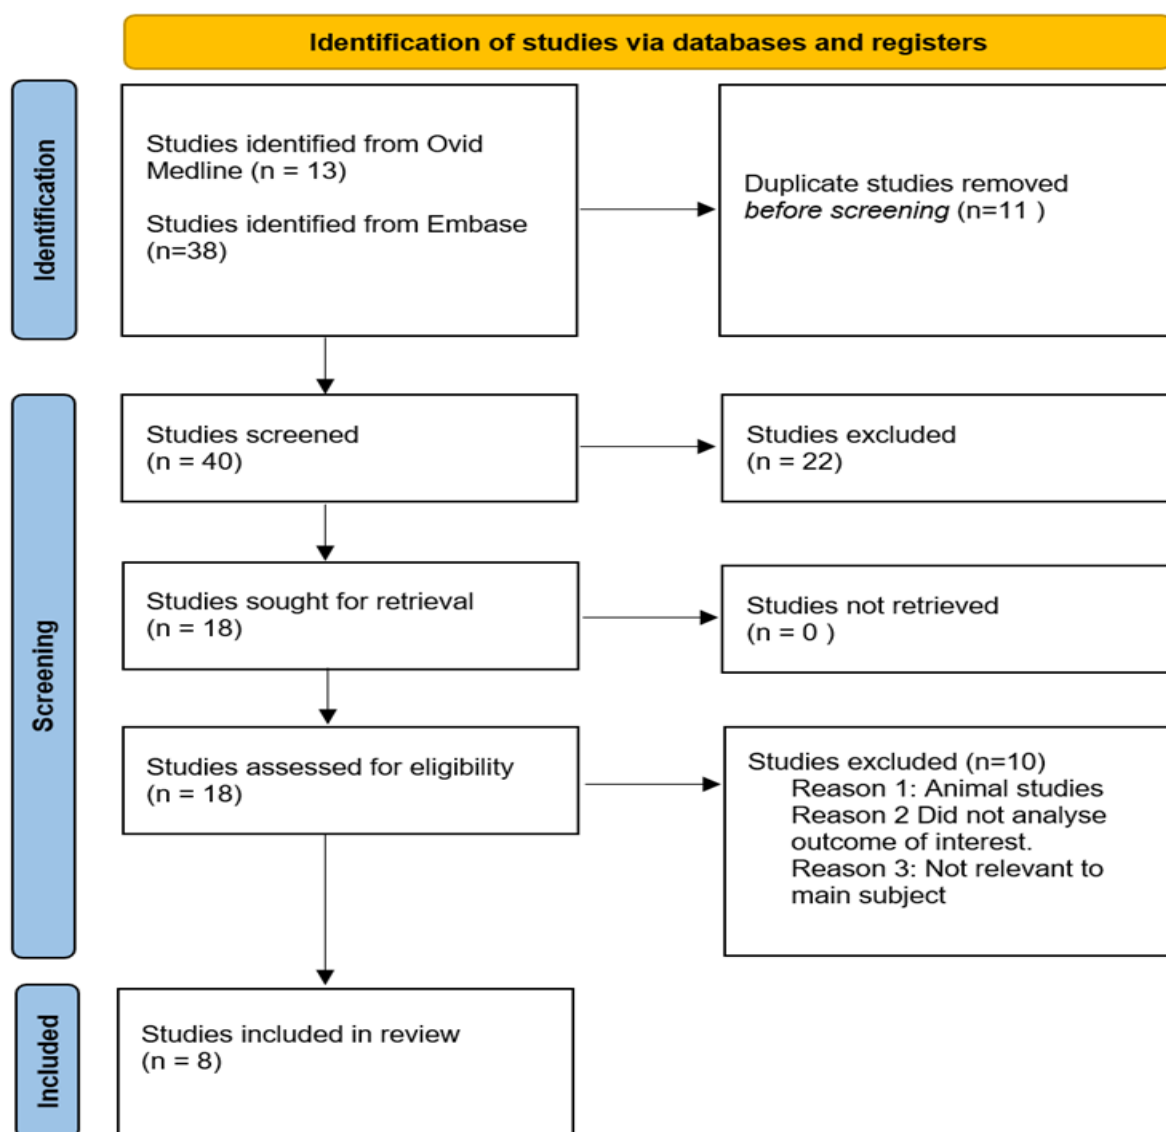 Identification of studies via databases and registers
Identification
Studies identified from Ovid
Medline (n = 13)
Studies identified from Embase
(n=38)
Duplicate studies removed
before screening (n=11 )
Screening
Studies screened
(n = 40)
Studies excluded
(n = 22)
Studies sought for retrieval
(n = 18)
Studies not retrieved
(n = 0 )
Studies assessed for eligibility
(n = 18)
Studies excluded (n=10)
Reason 1: Animal studies
Reason 2 Did not analyse
outcome of interest.
Reason 3: Not relevant to
main subject
Included
Studies included in review
(n = 8)